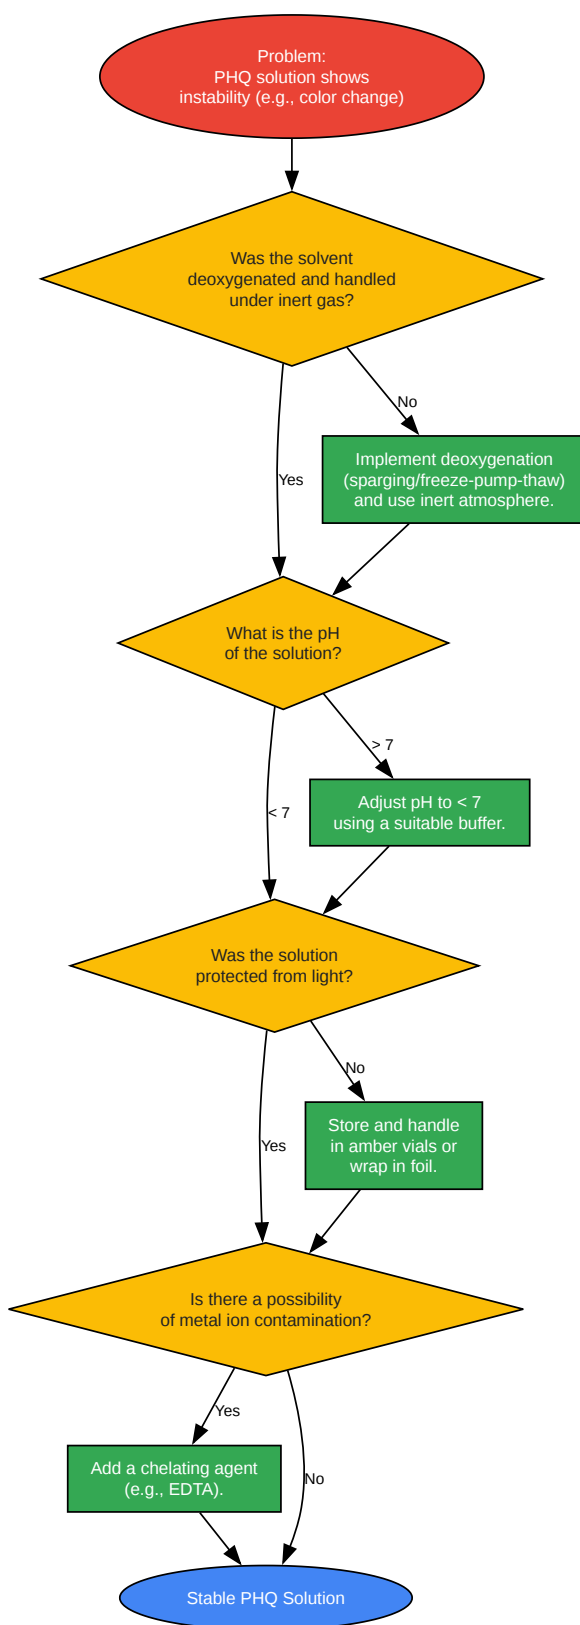 Problem:
PHQ solution shows
instability (e.g., color change)
Was the solvent
deoxygenated and handled
under inert gas?
No
Implement deoxygenation
(sparging/freeze-pump-thaw)
and use inert atmosphere.
Yes
What is the pH
of the solution?
> 7
Adjust pH to < 7
using a suitable buffer.
< 7
Was the solution
protected from light?
No
Store and handle
in amber vials or
wrap in foil.
Yes
Is there a possibility
of metal ion contamination?
Yes
Add a chelating agent
(e.g., EDTA).
No
Stable PHQ Solution